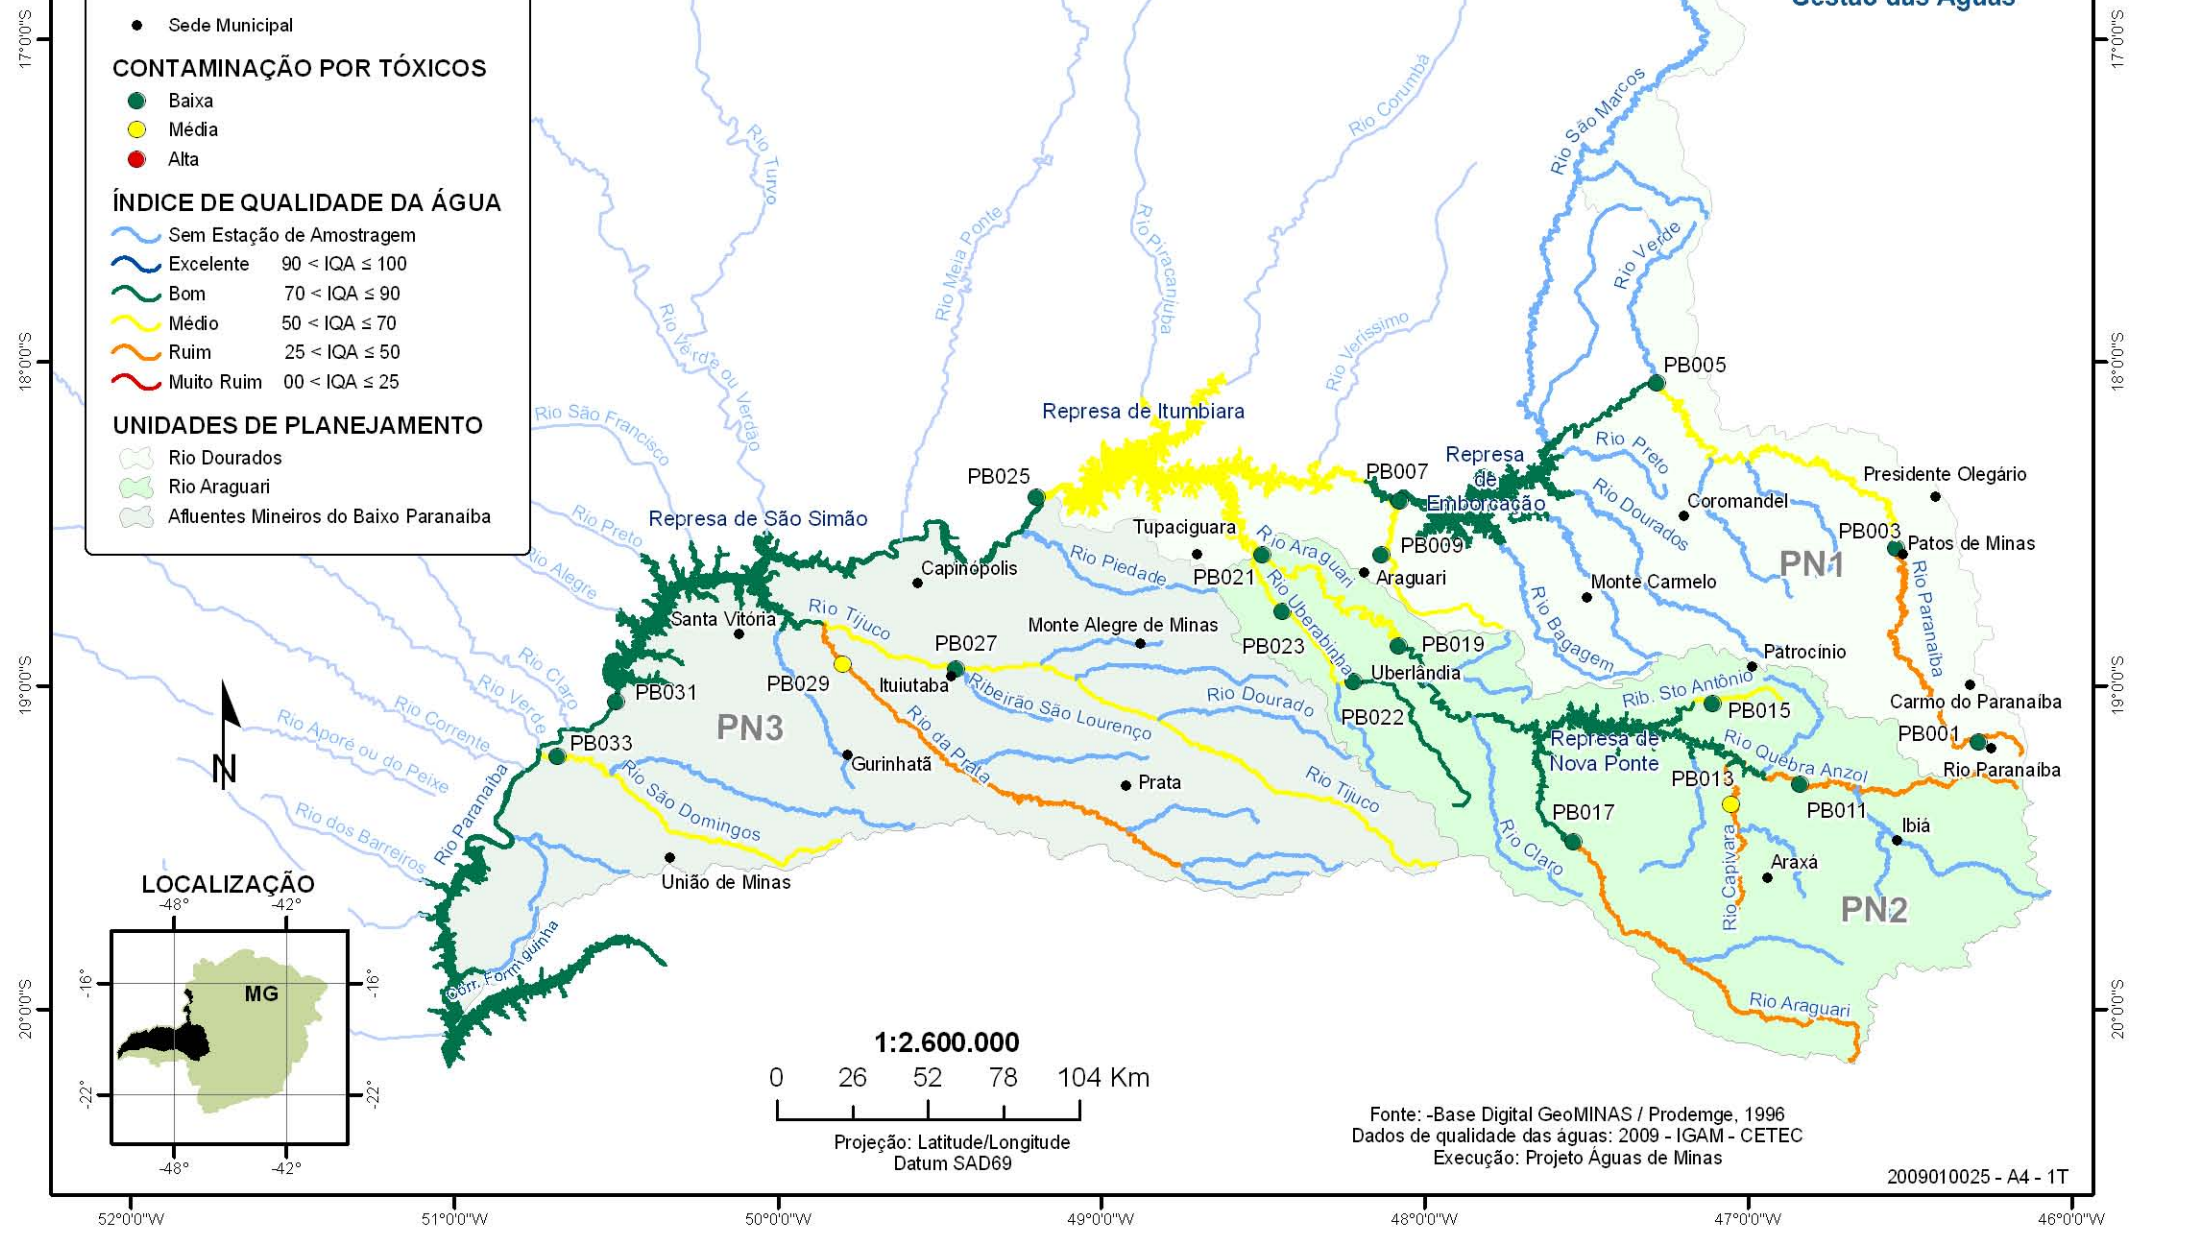 Gestão das Águas
17°0'0"S
17°0'0"S
Sede Municipal
CONTAMINAÇÃO POR TÓXICOS
Baixa
Média
Alta
ÍNDICE DE QUALIDADE DA ÁGUA
Sem Estação de Amostragem
Excelente 90 < IQA ≤ 100
Bom 70 < IQA ≤ 90
Médio 50 < IQA ≤ 70
Ruim 25 < IQA ≤ 50
Muito Ruim 00 < IQA ≤ 25
UNIDADES DE PLANEJAMENTO
Rio Dourados
Rio Araguari
Afluentes Mineiros do Baixo Paranaíba
Rio Turvo
Rio Corumbá
Rio São Marcos
Rio Meia Ponte
Rio Piracanjuba
Rio Verde
Rio Veríssimo
Rio Verde ou Verdão
18°0'0"S
18°0'0"S
PB005
Rio São Francisco
Represa de Itumbiara
Rio Preto
Represa
de
Emborcação
PB007
PB025
Presidente Olegário
Coromandel
Rio Dourados
Rio Preto
Represa de São Simão
Tupaciguara
Rio Araguari
PB009
PB003
Patos de Minas
PN1
Rio Alegre
Capinópolis
Rio Piedade
PB021
Araguari
Monte Carmelo
Rio Paranaíba
Rio Uberabinha
Rio Bagagem
Santa Vitória
Rio Tijuco
Monte Alegre de Minas
PB027
PB023
PB019
Patrocínio
Rio Claro
Rio Verde
PB031
PB029
Ituiutaba
Uberlândia
19°0'0"S
19°0'0"S
Ribeirão São Lourenço
Rio Dourado
PB022
Rib. Sto Antônio
PB015
Carmo do Paranaíba
Rio Corrente
Rio Aporé ou do Peixe
PN3
Rio da Prata
PB033
PB001
Represa de
Nova Ponte
Rio Quebra Anzol
Rio Paranaíba
N
Gurinhatã
Prata
Rio Tijuco
PB013
PB011
Rio Paranaíba
Rio São Domingos
PB017
Ibiá
Rio dos Barreiros
Rio Claro
Rio Capivara
Araxá
União de Minas
PN2
LOCALIZAÇÃO
-48°
-42°
-16°
-16°
MG
-22°
-22°
-48°
-42°
Córr. Formiguinha
Rio Araguari
20°0'0"S
20°0'0"S
1:2.600.000
0 26 52 78 104 Km
Projeção: Latitude/Longitude
Datum SAD69
Fonte: -Base Digital GeoMINAS / Prodemge, 1996
Dados de qualidade das águas: 2009 - IGAM - CETEC
Execução: Projeto Águas de Minas
2009010025 - A4 - 1T
52°0'0"W
51°0'0"W
50°0'0"W
49°0'0"W
48°0'0"W
47°0'0"W
46°0'0"W